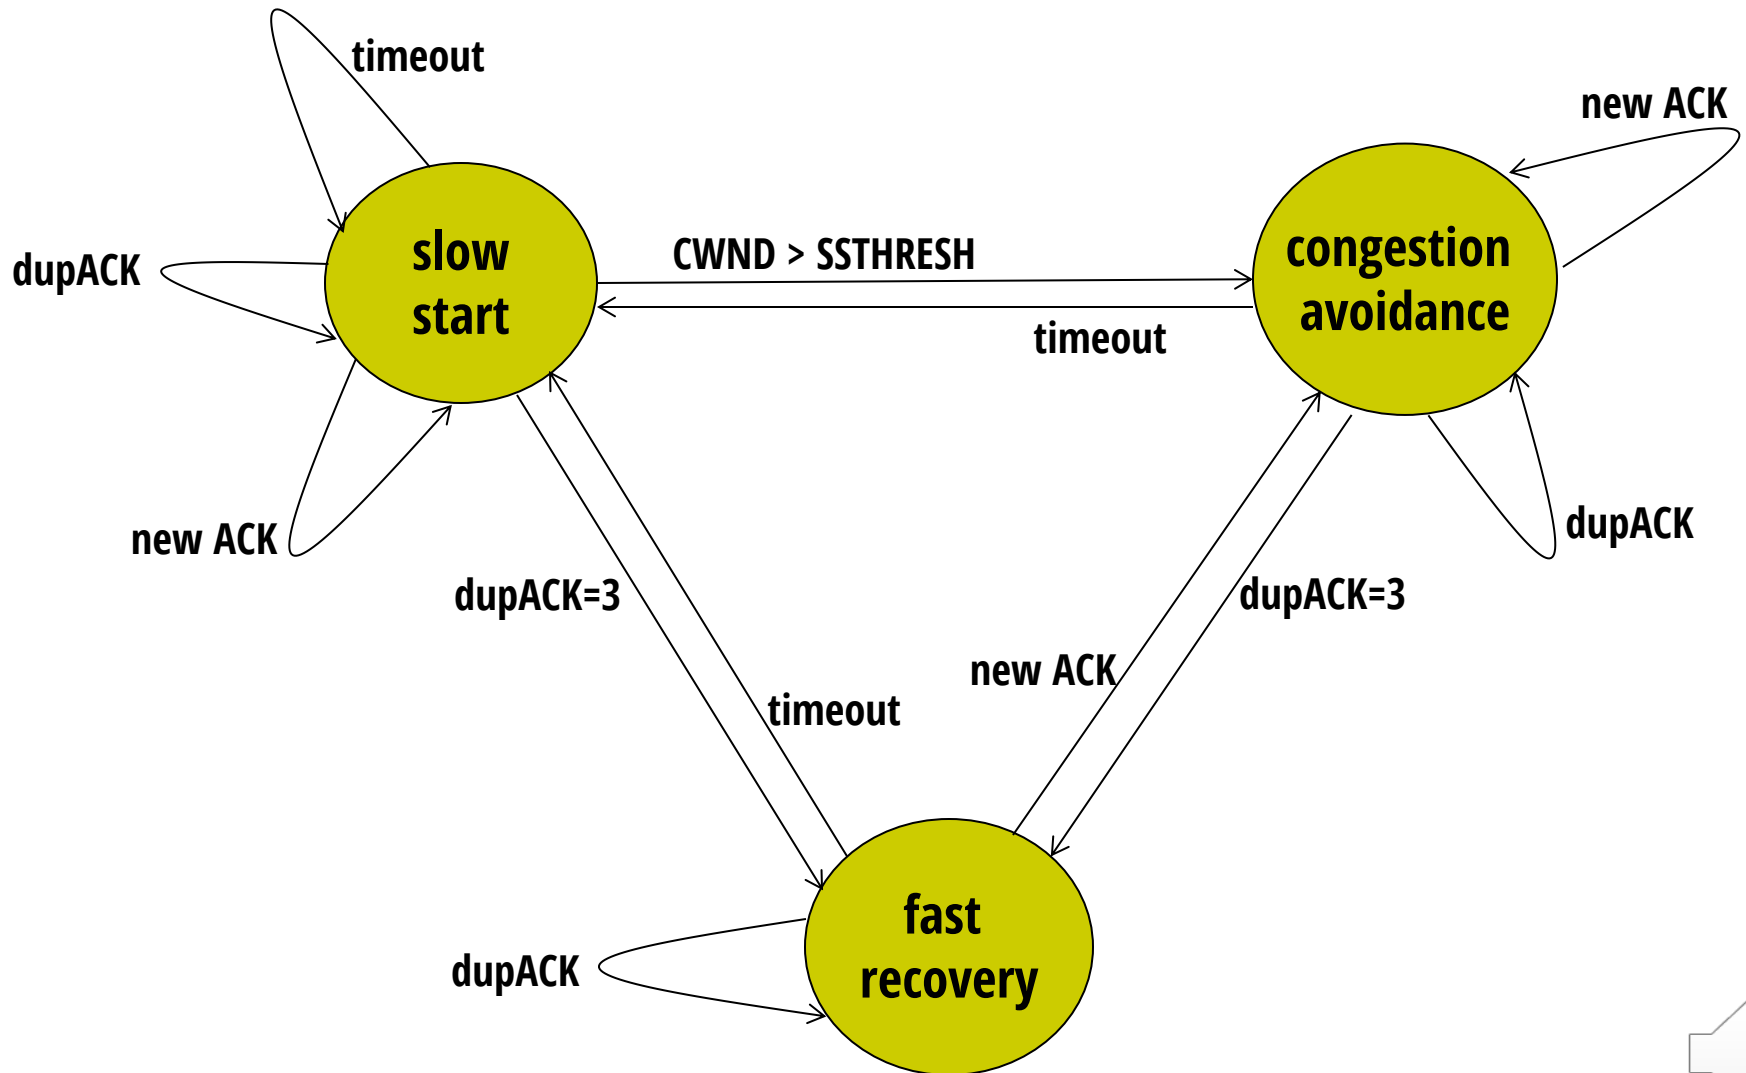 timeout
new ACK
dupACK
slow
start
CWND > SSTHRESH
timeout
congestion
avoidance
new ACK
dupACK
dupACK=3
dupACK=3
new ACK
timeout
dupACK
fast
recovery